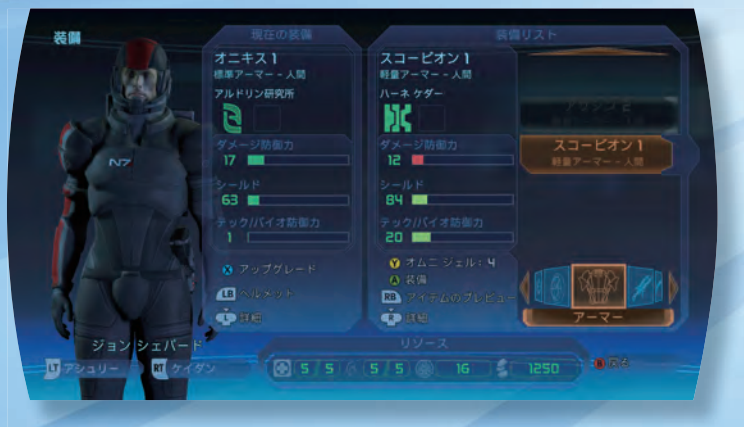 装備
現在の装備
オニキス 1
標準アーマー - 人間
アルドリン研究所
ダメージ防御力
17
シールド
63
テック/バイオ防御力
1
X アップグレード
LB ヘルメット
L 詳細
装備リスト
スコーピオン 1
軽量アーマー - 人間
ハーネ ケダー
ダメージ防御力
12
シールド
84
テック/バイオ防御力
20
Y オムニ ジェル: 4
A 装備
RB アイテムのプレビュー
R 詳細
スコーピオン 1
軽量アーマー - 人間
アーマー
N7
ジョン シェパード
LT アシュリー
RT ケイダン
リソース
5/5
5/5
16
1250
B 戻る